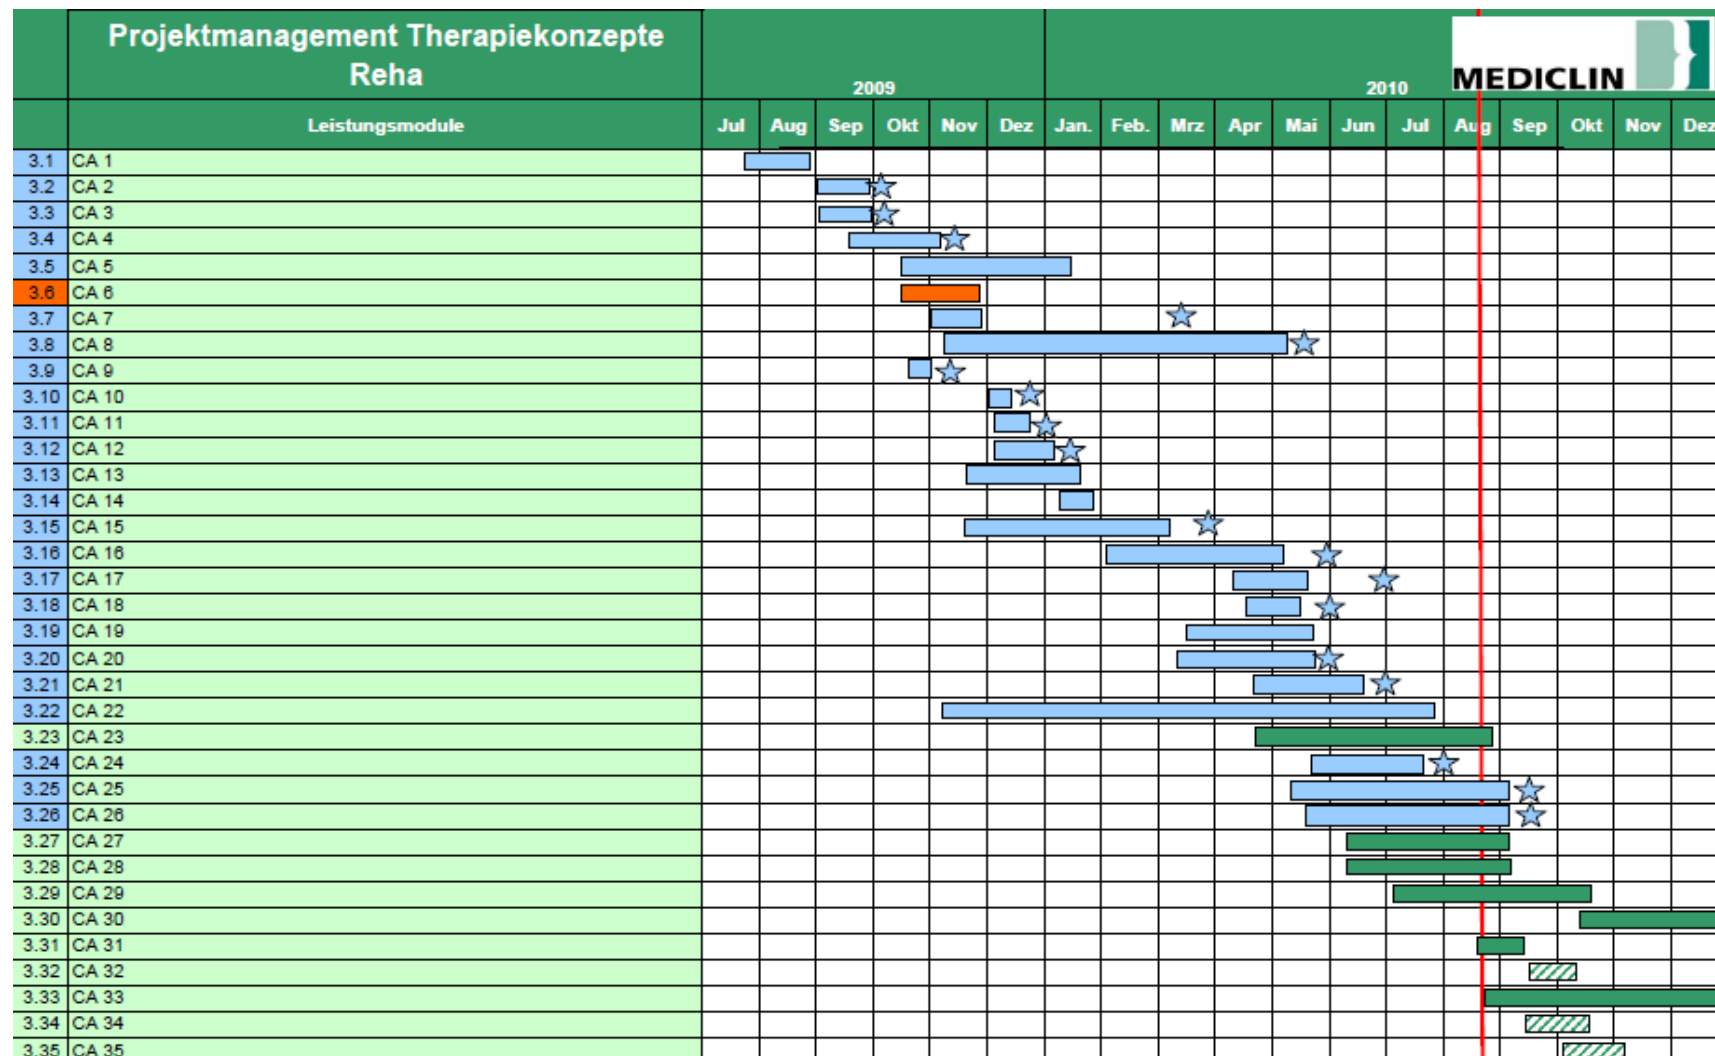 Projektmanagement Therapiekonzepte
Reha
2009
2010
MEDICLIN
Leistungsmodule
Jul Aug Sep Okt Nov Dez Jan. Feb. Mrz Apr Mai Jun Jul Aug Sep Okt Nov Dez
3.1 CA 1
3.2 CA 2
3.3 CA 3
3.4 CA 4
3.5 CA 5
3.6 CA 6
3.7 CA 7
3.8 CA 8
3.9 CA 9
3.10 CA 10
3.11 CA 11
3.12 CA 12
3.13 CA 13
3.14 CA 14
3.15 CA 15
3.16 CA 16
3.17 CA 17
3.18 CA 18
3.19 CA 19
3.20 CA 20
3.21 CA 21
3.22 CA 22
3.23 CA 23
3.24 CA 24
3.25 CA 25
3.26 CA 26
3.27 CA 27
3.28 CA 28
3.29 CA 29
3.30 CA 30
3.31 CA 31
3.32 CA 32
3.33 CA 33
3.34 CA 34
3.35 CA 35